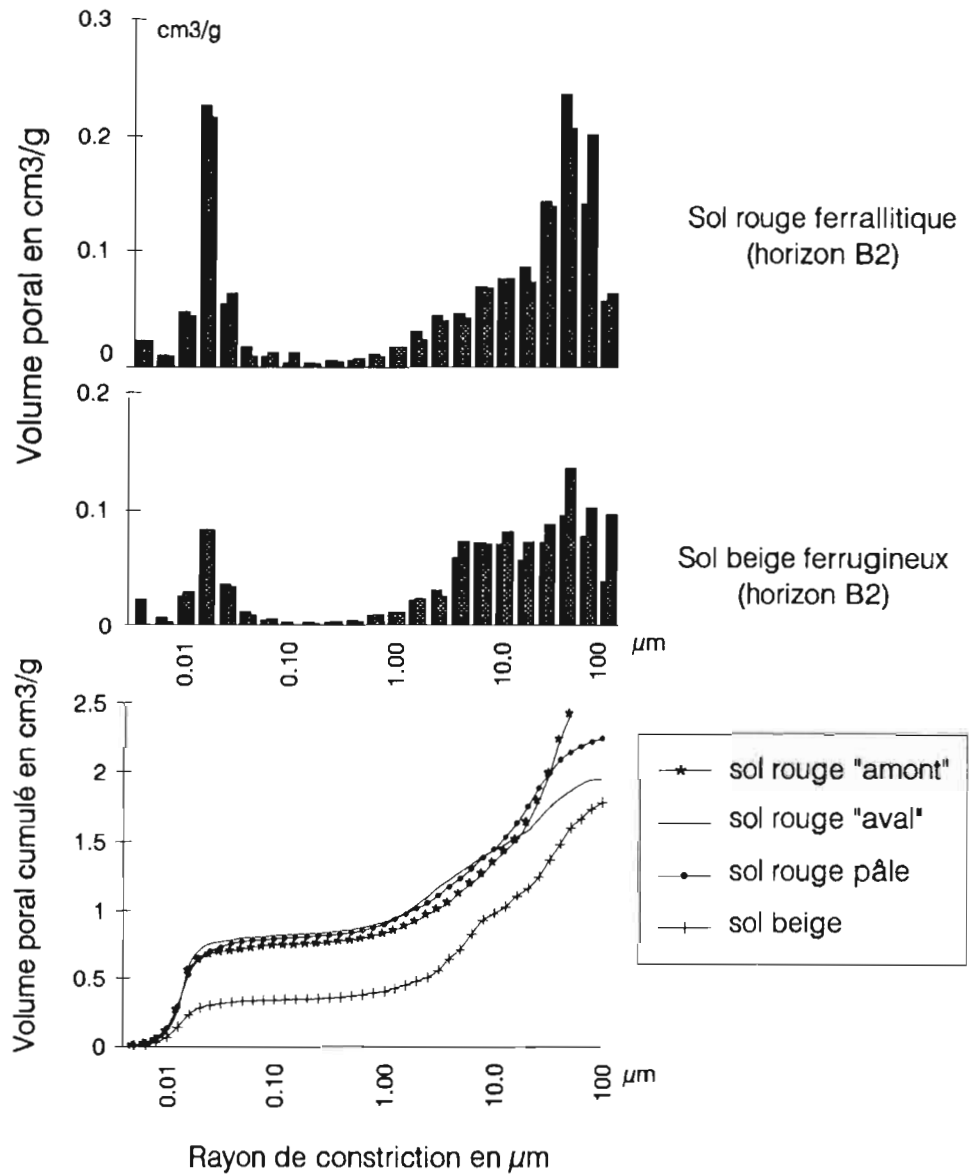 Volume poral en cm3/g
cm3/g
0.3
0.2
0.1
0
Sol rouge ferrallitique
(horizon B2)
0.2
0.1
0
Sol beige ferrugineux
(horizon B2)
0.01
0.10
1.00
10.0
100
µm
Volume poral cumulé en cm3/g
2.5
2
1.5
1
0.5
0
sol rouge "amont"
sol rouge "aval"
sol rouge pâle
sol beige
0.01
0.10
1.00
10.0
100
µm
Rayon de constriction en µm